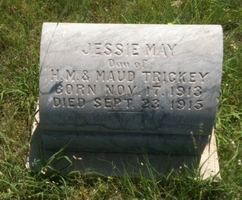 JESSIE MAY
Dau. of
H. M. & MAUD TRICKEY
BORN NOV. 17. 1913
DIED SEPT. 23. 1915